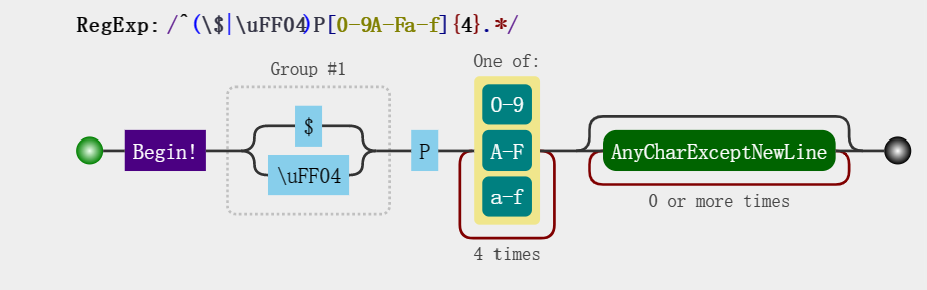 RegExp: /^(\$|\uFF04)P[0-9A-Fa-f]{4}.*/
One of:
Group #1
0-9
$
Begin!
P
A-F
AnyCharExceptNewLine
\uFF04
a-f
0 or more times
4 times